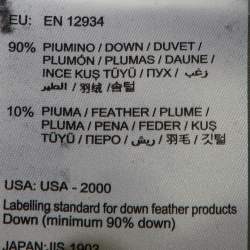 EU: EN 12934
90% PIUMINO / DOWN / DUVET /
PLUMÓN / PLUMAS / DAUNE /
INCE KUŞ TÜYÜ / ПУХ / زغب
الطير / 羽绒 / 솜털
10% PIUMA / FEATHER / PLUME /
PLUMA / PENA / FEDER / KUŞ
TÜYÜ / ПЕРО / ريش / 羽毛 / 깃털
USA: USA - 2000
Labelling standard for down feather products
Down (minimum 90% down)
JAPAN: JIS 1903